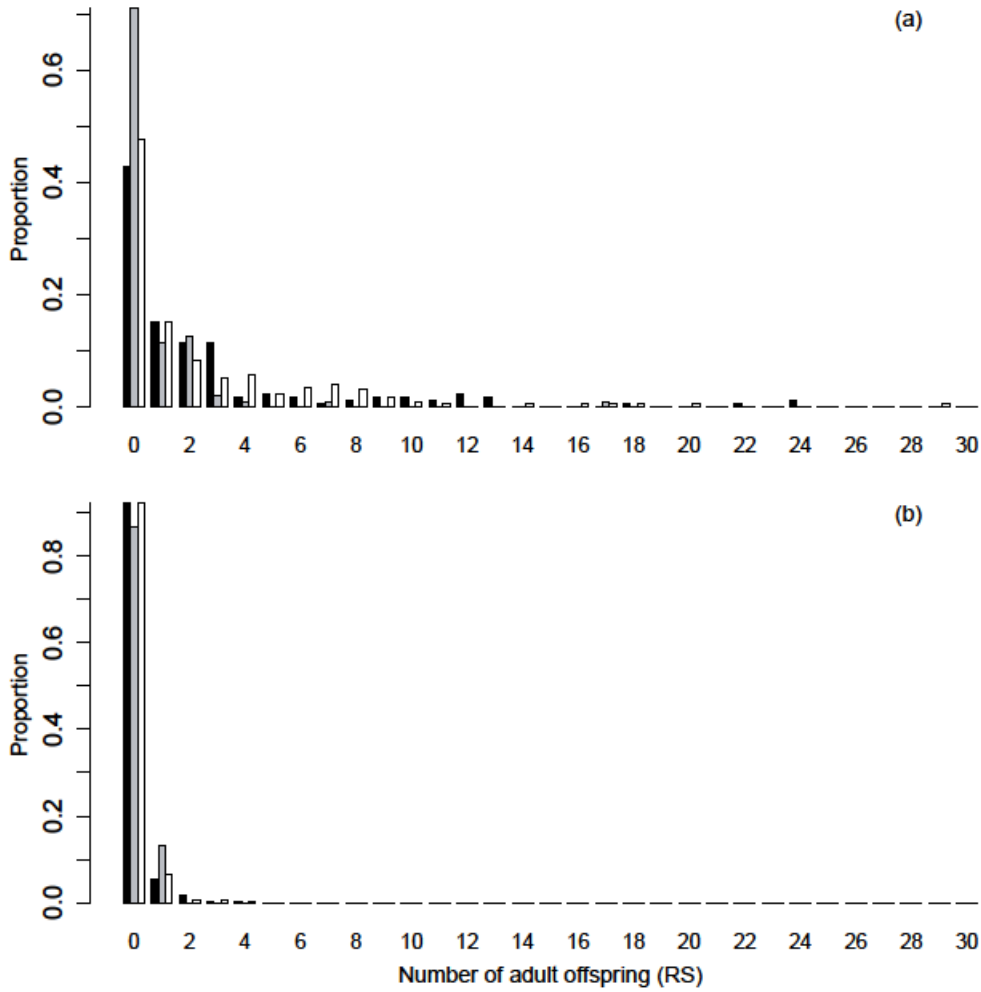 (a)
Proportion
0.0 0.2 0.4 0.6
0 2 4 6 8 10 12 14 16 18 20 22 24 26 28 30
(b)
Proportion
0.0 0.2 0.4 0.6 0.8
0 2 4 6 8 10 12 14 16 18 20 22 24 26 28 30
Number of adult offspring (RS)